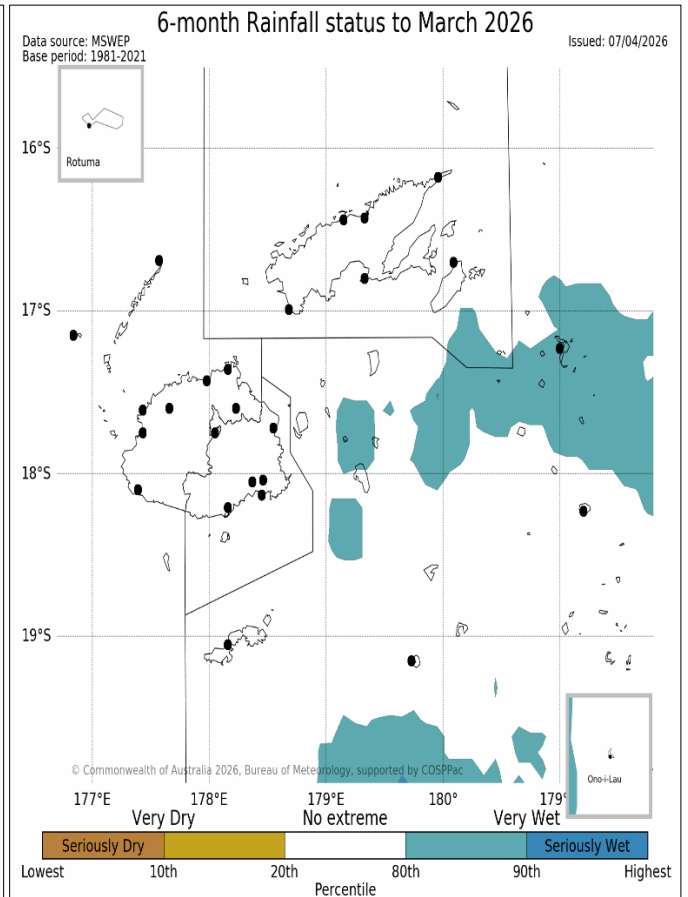 6-month Rainfall status to March 2026
Data source: MSWEP
Issued: 07/04/2026
Base period: 1981-2021
Rotuma
16°S
17°S
18°S
19°S
© Commonwealth of Australia 2026, Bureau of Meteorology, supported by COSPPac
Ono-i-Lau
177°E 178°E 179°E 180° 179°
Very Dry No extreme Very Wet
Seriously Dry Seriously Wet
Lowest 10th 20th 80th 90th Highest
Percentile